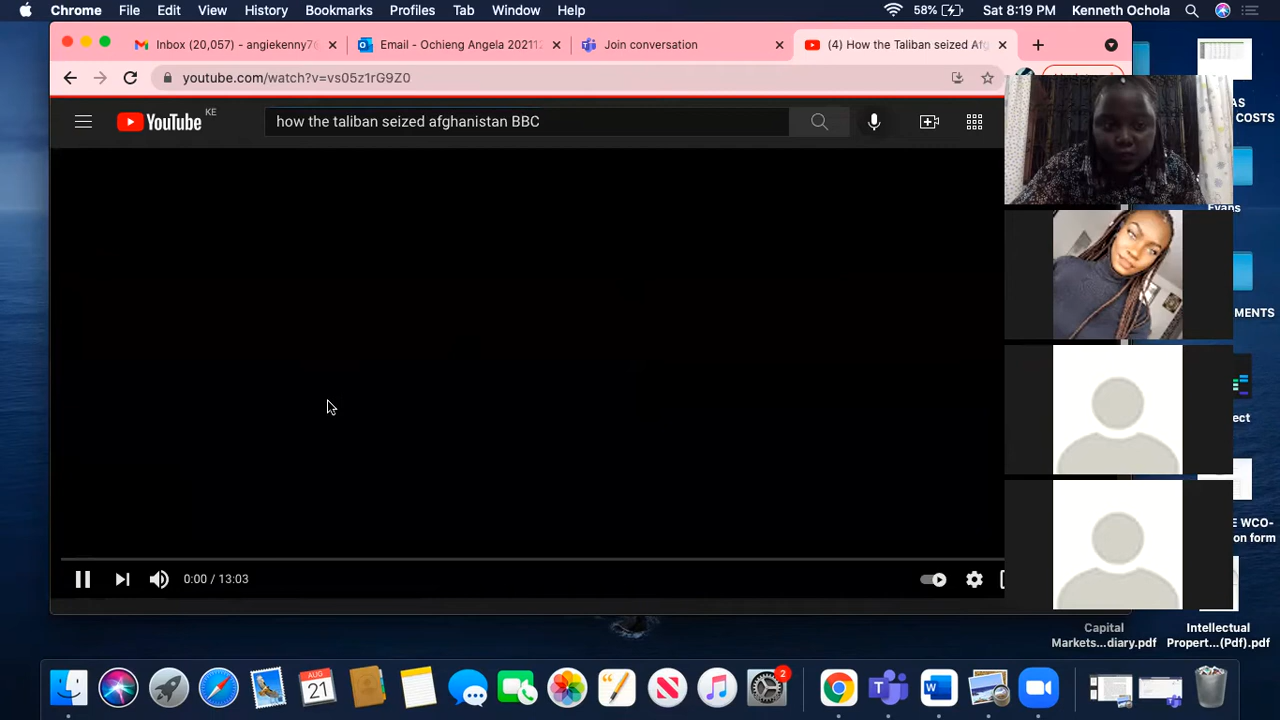 Chrome File Edit View History Bookmarks Profiles Tab Window Help 58% Sat 8:19 PM Kenneth Ochola
Inbox (20,057) - angiekenny76 Email - Ochieng Angela 202112 Join conversation (4) How the Taliban seized Afg
youtube.com/watch?v=vs05z1rG9Z0
YouTube KE
how the taliban seized afghanistan BBC
AS
COSTS
Evans
MENTS
ect
E WCO-
on form
0:00 / 13:03
Capital
Markets...diary.pdf
Intellectual
Propert...(Pdf).pdf
AUG
21
2
W